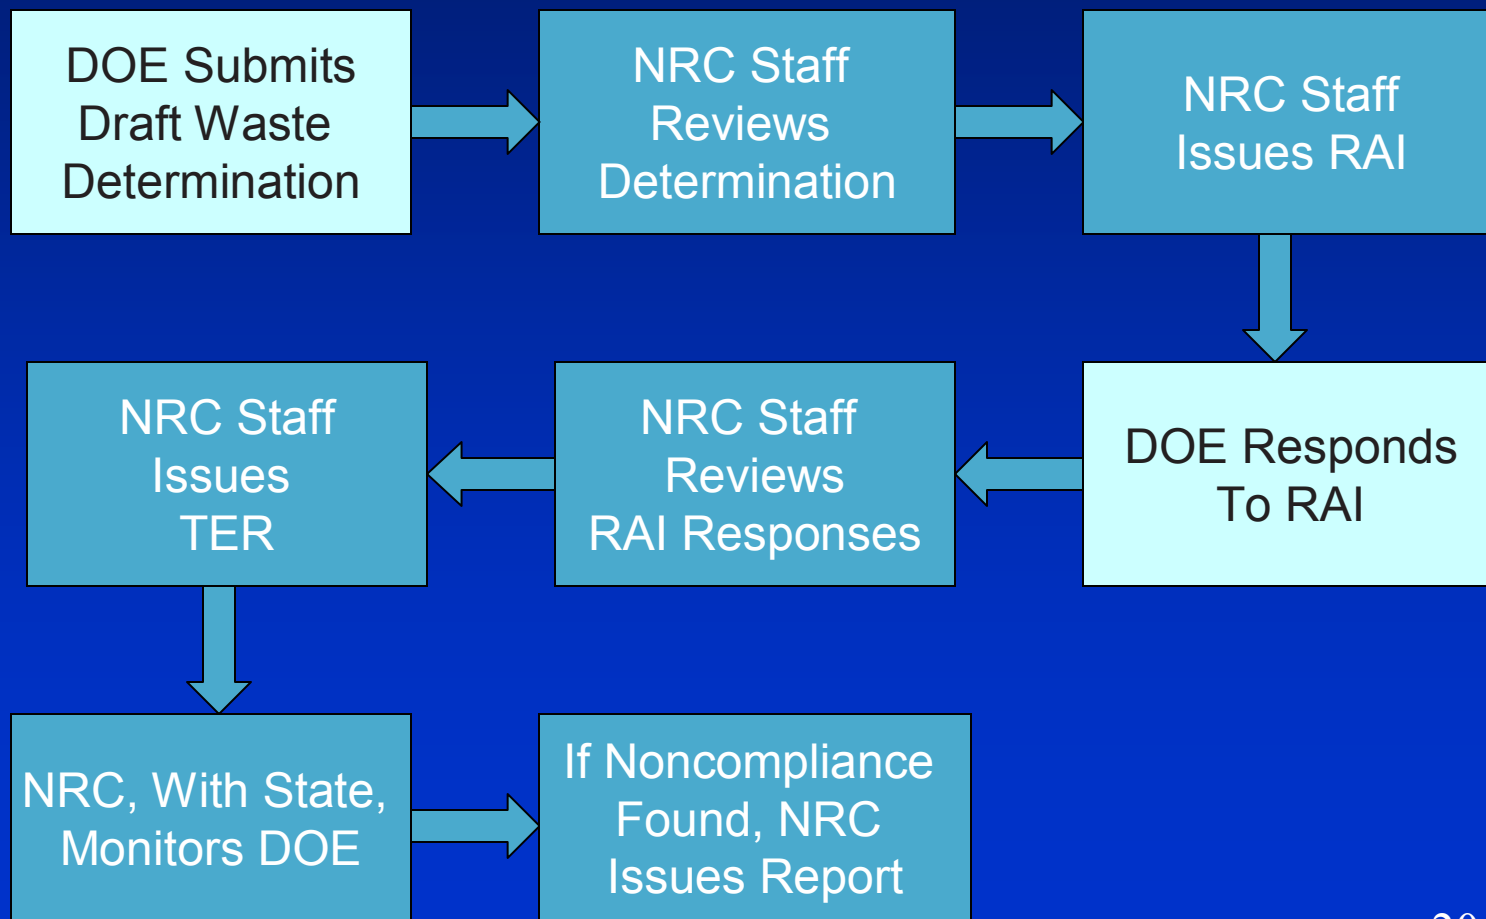 DOE Submits
Draft Waste
Determination
NRC Staff
Reviews
Determination
NRC Staff
Issues RAI
DOE Responds
To RAI
NRC Staff
Reviews
RAI Responses
NRC Staff
Issues
TER
NRC, With State,
Monitors DOE
If Noncompliance
Found, NRC
Issues Report